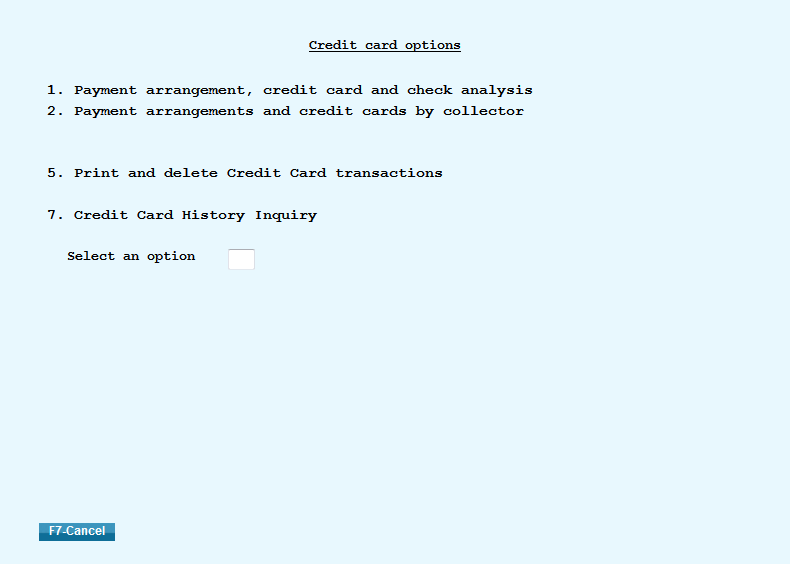 Credit card options
1. Payment arrangement, credit card and check analysis
2. Payment arrangements and credit cards by collector
5. Print and delete Credit Card transactions
7. Credit Card History Inquiry
Select an option
F7-Cancel